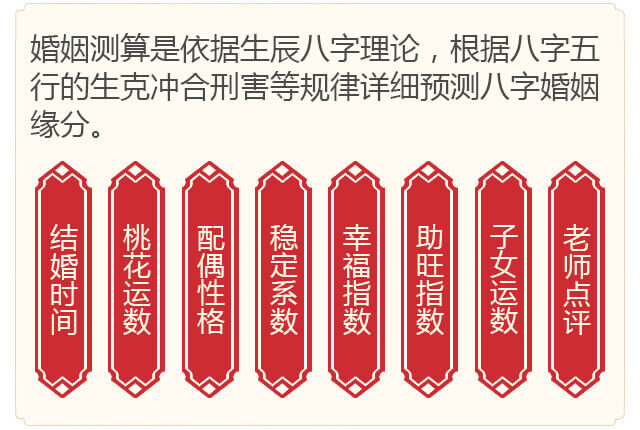 婚姻测算是依据生辰八字理论，根据八字五
行的生克冲合刑害等规律详细预测八字婚姻
缘分。
结婚时间
桃花运数
配偶性格
稳定系数
幸福指数
助旺指数
子女运数
老师点评